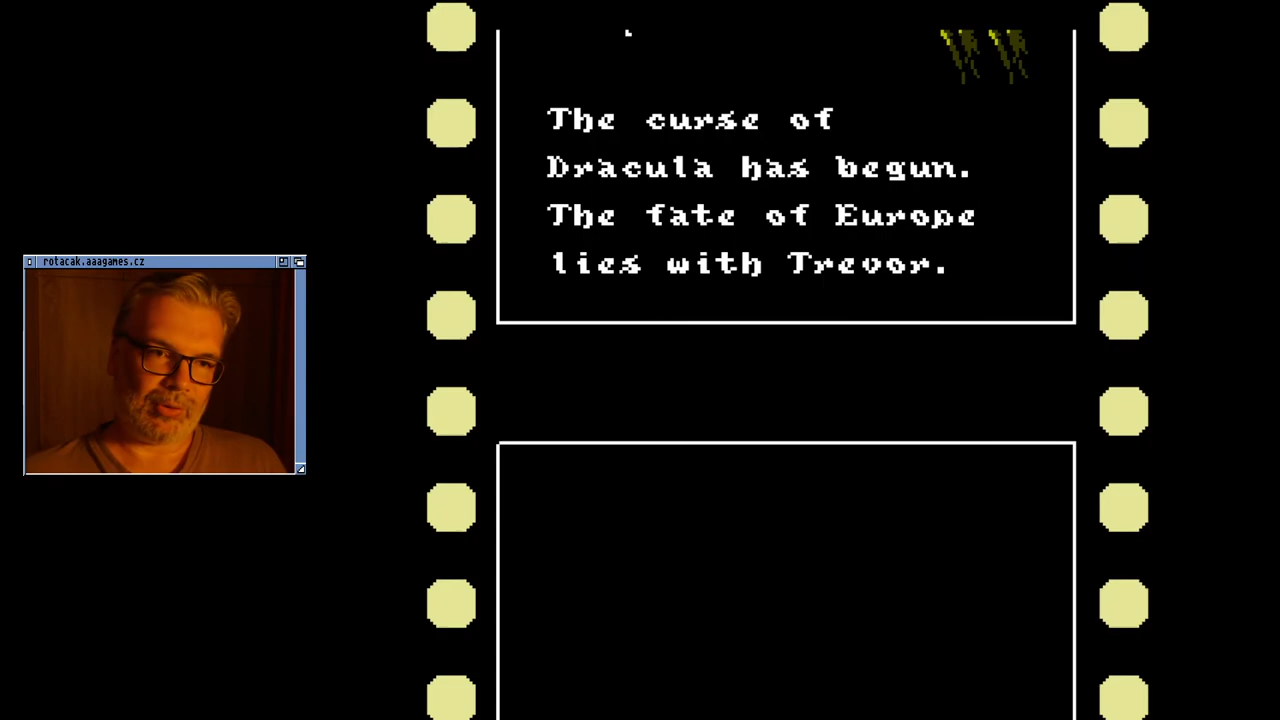 The curse of
Dracula has begun.
The fate of Europe
lies with Trevor.
rotacak.aaagames.cz